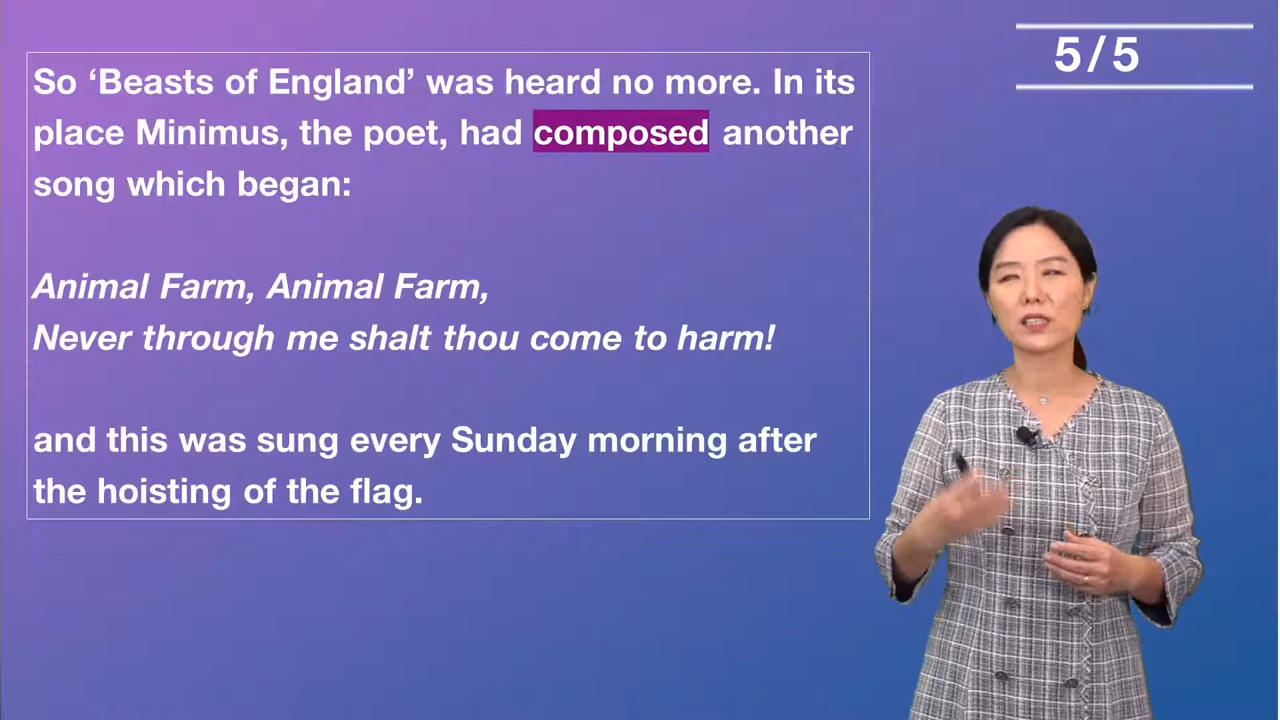 5/5
So ‘Beasts of England’ was heard no more. In its
place Minimus, the poet, had composed another
song which began:
Animal Farm, Animal Farm,
Never through me shalt thou come to harm!
and this was sung every Sunday morning after
the hoisting of the flag.